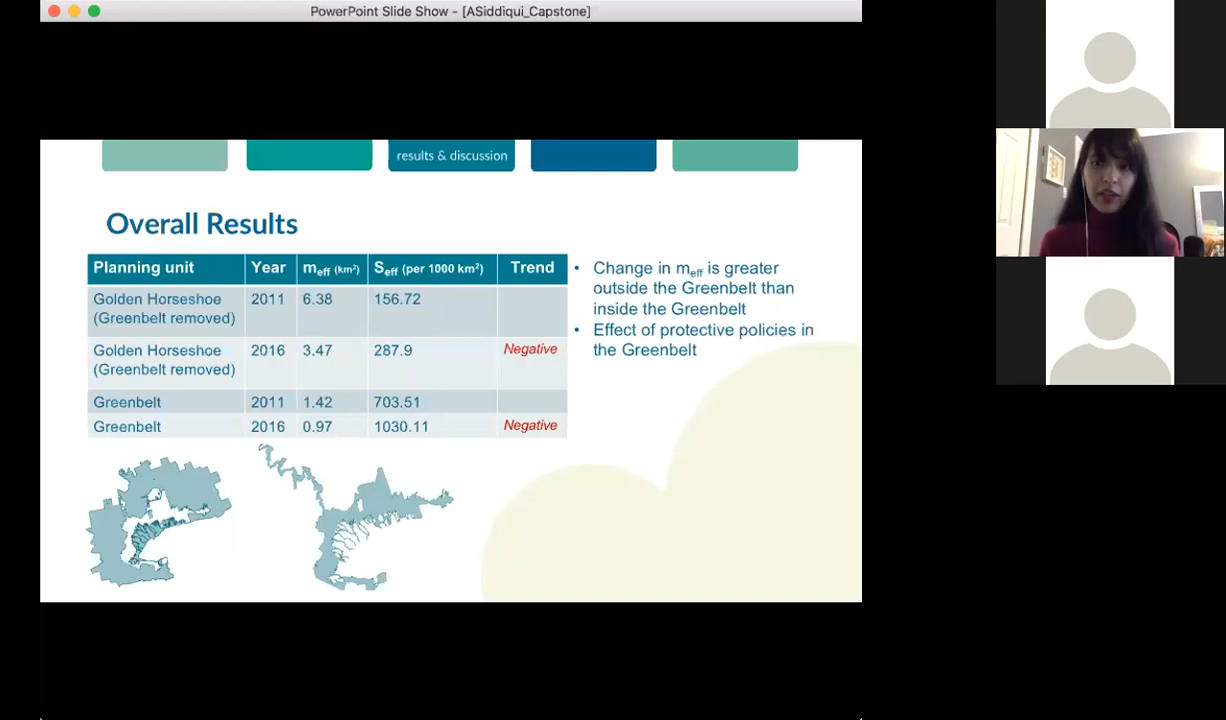 PowerPoint Slide Show - [ASiddiqui_Capstone]
results & discussion
Overall Results
Planning unit Year meff (km²) Seff (per 1000 km²) Trend
Golden Horseshoe (Greenbelt removed) 2011 6.38 156.72
Golden Horseshoe (Greenbelt removed) 2016 3.47 287.9 Negative
Greenbelt 2011 1.42 703.51
Greenbelt 2016 0.97 1030.11 Negative
• Change in meff is greater
outside the Greenbelt than
inside the Greenbelt
• Effect of protective policies in
the Greenbelt